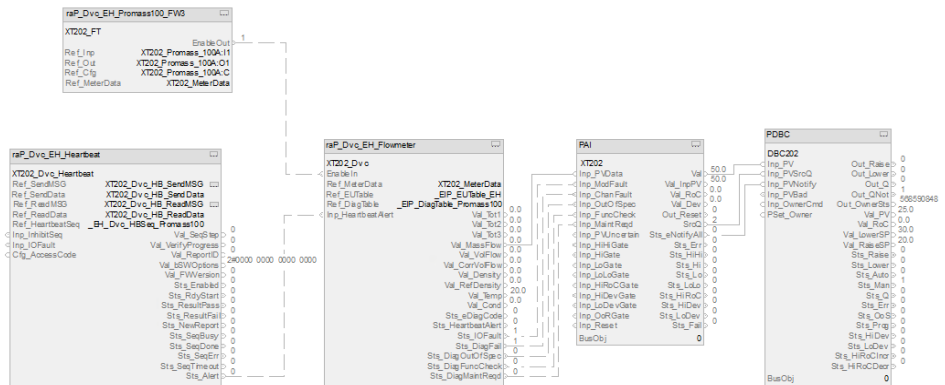 raP_Dvc_EH_Promass100_FW3
XT202_FT
EnableOut
1
Ref_Inp XT202_Promass_100A:I1
Ref_Out XT202_Promass_100A:O1
Ref_Cfg XT202_Promass_100A:C
Ref_MeterData XT202_MeterData
raP_Dvc_EH_Heartbeat
XT202_Dvc_Heartbeat
Ref_SendMSG XT202_Dvc_HB_SendMSG
Ref_SendData XT202_Dvc_HB_SendData
Ref_ReadMSG XT202_Dvc_HB_ReadMSG
Ref_ReadData XT202_Dvc_HB_ReadData
Ref_HeartbeatSeq _EH_Dvc_HBSeq_Promass100
Inp_InhibitSeq Val_SeqStep 0
Inp_IOFault Val_VerifyProgress 0
Cfg_AccessCode Val_ReportID 0
Val_bSWOptions 2#0000_0000_0000_0000
Val_FWVersion 0
Sts_Enabled 0
Sts_RdyStart 0
Sts_ResultPass 0
Sts_ResultFail 0
Sts_NewReport 0
Sts_SeqBusy 0
Sts_SeqDone 0
Sts_SeqErr 0
Sts_SeqTimeout 0
Sts_Alert 0
raP_Dvc_EH_Flowmeter
XT202_Dvc
Enable In
Ref_MeterData XT202_MeterData
Ref_EUTable _EIP_EUTable_EH
Ref_DiagTable _EIP_DiagTable_Promass100
Inp_HeartbeatAlert Val_Tot1 0.0
Val_Tot2 0.0
Val_Tot3 0.0
Val_MassFlow 0.0
Val_VolFlow 0.0
Val_CorrVolFlow 0.0
Val_Density 0.0
Val_RefDensity 0.0
Val_Temp 20.0
Val_Cond 0.0
Sts_eDiagCode 0
Sts_HeartbeatAlert 0
Sts_IOFault 1
Sts_DiagFail 1
Sts_DiagOutOfSpec 0
Sts_DiagFuncCheck 0
Sts_DiagMaintReqd 0
PAI
XT202
Inp_PVData Val 50.0
Inp_ModFault Val_InpPV 50.0
Inp_ChanFault Val_RoC 0.0
Inp_OutOfSpec Val_Dev 0.0
Inp_FuncCheck Out_Reset 0
Inp_MaintReqd SrcQ 0
Inp_PVUncertain Sts_eNotifyAll 2
Inp_HiHiGate Sts_Err 0
Inp_HiGate Sts_HiHi 0
Inp_LoGate Sts_Hi 0
Inp_LoLoGate Sts_Lo 0
Inp_HiRoCGate Sts_LoLo 0
Inp_HiDevGate Sts_HiRoC 0
Inp_LoDevGate Sts_HiDev 0
Inp_OoRGate Sts_LoDev 0
Inp_Reset Sts_Fail 0
BusObj 0
PDBC
DBC202
Inp_PV Out_Raise 0
Inp_PVSrcQ Out_Lower 0
Inp_PVNotify Out_Q 0
Inp_PVBad Out_QNot 1
Inp_OwnerCmd Out_OwnerSts 568590848
PSet_Owner Val_PV 25.0
Val_RoC 0.0
Val_LowerSP 30.0
Val_RaiseSP 20.0
Sts_Raise 0
Sts_Lower 0
Sts_Auto 1
Sts_Man 0
Sts_Q 0
Sts_Err 0
Sts_OoS 0
Sts_Prog 0
Sts_HiDev 0
Sts_LoDev 0
Sts_HiRoCIncr 0
Sts_HiRoCDecr 0
BusObj 0